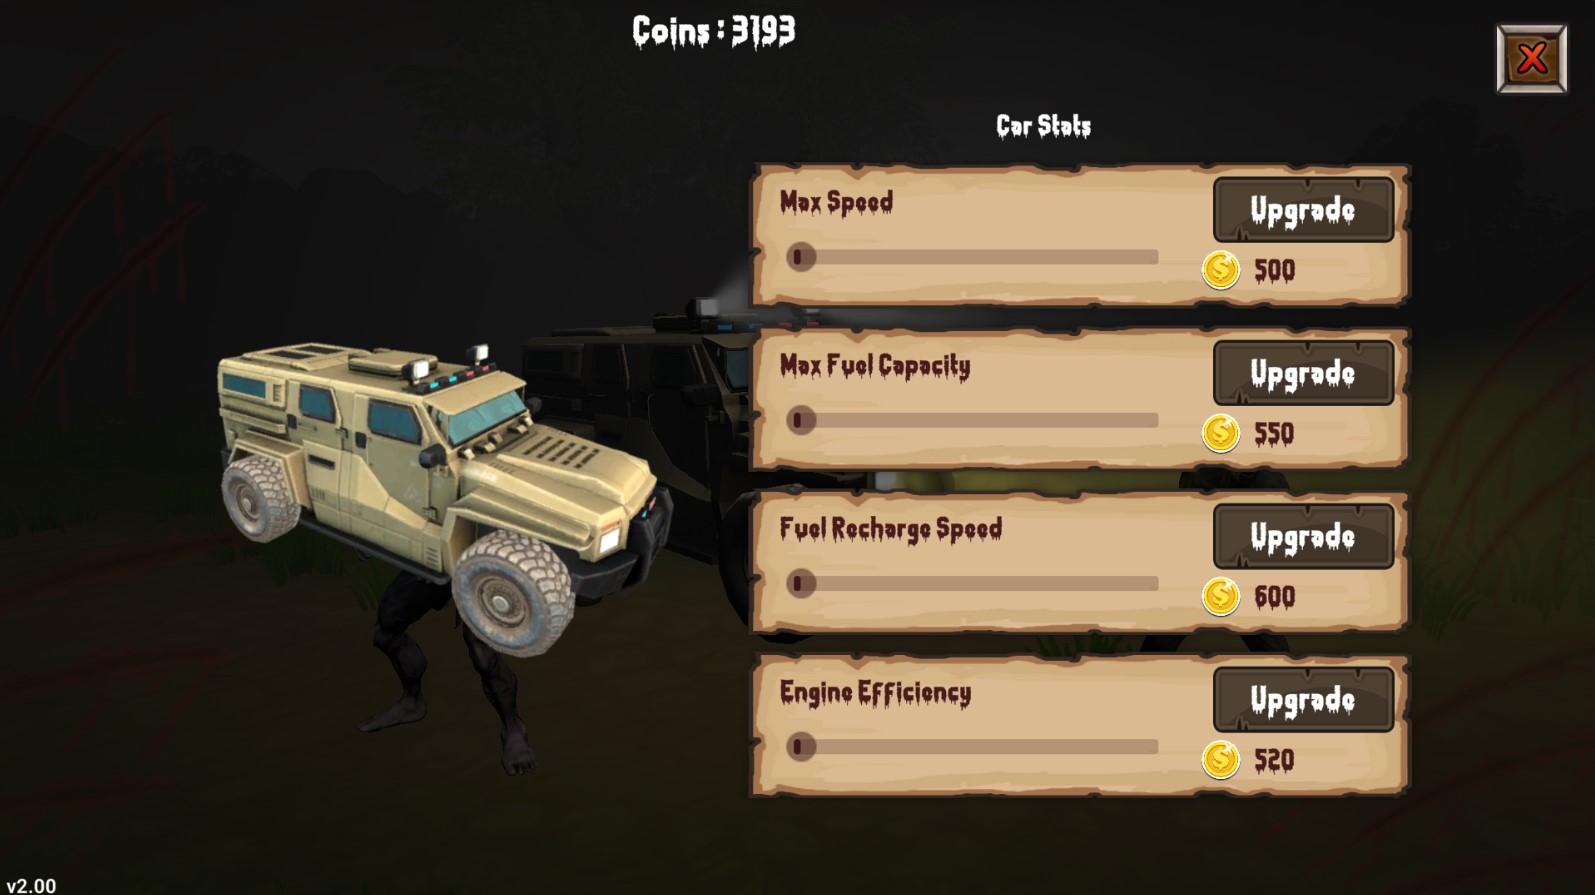 Coins : 3193
Car Stats
Max Speed
Upgrade
500
Max Fuel Capacity
Upgrade
550
Fuel Recharge Speed
Upgrade
600
Engine Efficiency
Upgrade
520
v2.00